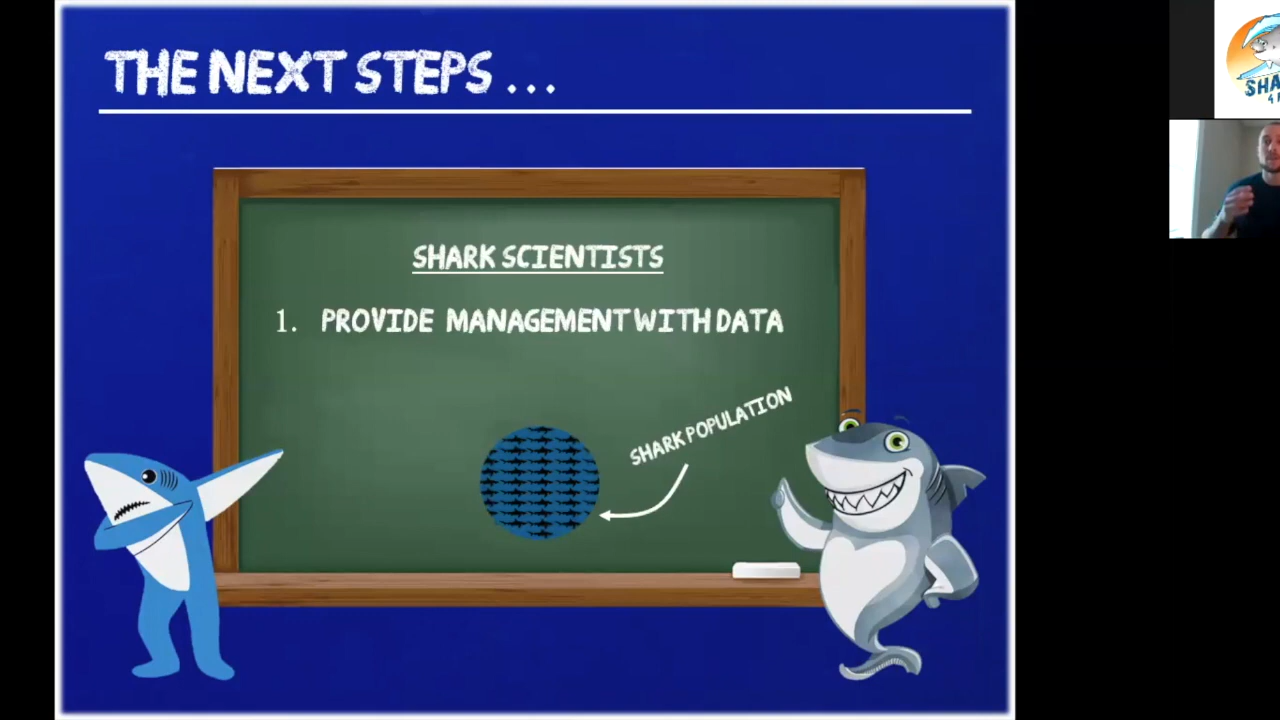 THE NEXT STEPS ...
SHARK SCIENTISTS
1. PROVIDE MANAGEMENT WITH DATA
SHARK POPULATION